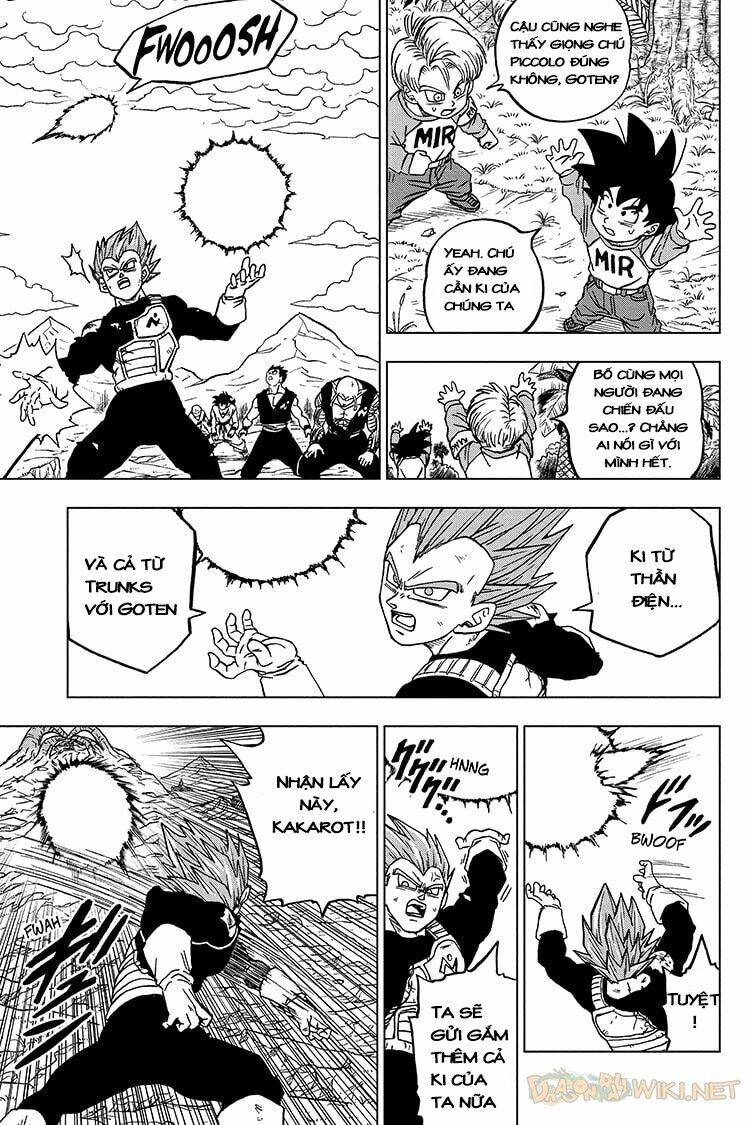 CẬU CŨNG NGHE
THẤY GIỌNG CHÚ
PICCOLO ĐÚNG
KHÔNG, GOTEN?
MIR
MIR
YEAH. CHÚ
ẤY ĐANG
CẦN KI CỦA
CHÚNG TA
FWOOOSH
BỐ CÙNG MỌI
NGƯỜI ĐANG
CHIẾN ĐẤU
SAO...? CHẲNG
AI NÓI GÌ VỚI
MÌNH HẾT.
KI TỪ
THẦN
ĐIỆN...
VÀ CẢ TỪ
TRUNKS
VỚI GOTEN
BWOOF
TUYỆT
!
HNNG
TA SẼ
GỬI GẮM
THÊM CẢ
KI CỦA
TA NỮA
NHẬN LẤY
NÀY,
KAKAROT!!
FWAH
DRAGONBALLWIKI.NET